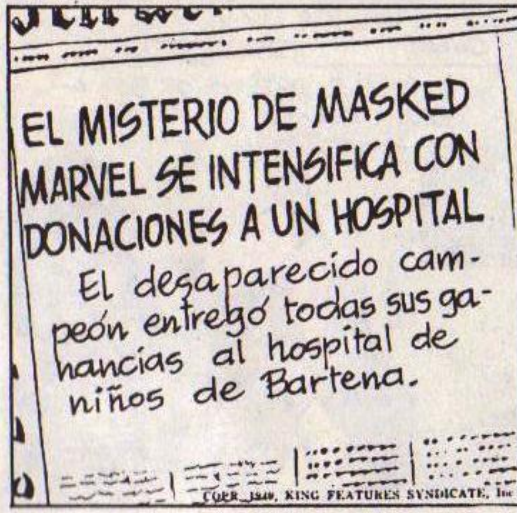 EL MISTERIO DE MASKED
MARVEL SE INTENSIFICA CON
DONACIONES A UN HOSPITAL
El desaparecido cam-
peón entregó todas sus ga-
nancias al hospital de
niños de Bartena.
COPR. KING FEATURES SYNDICATE, Inc